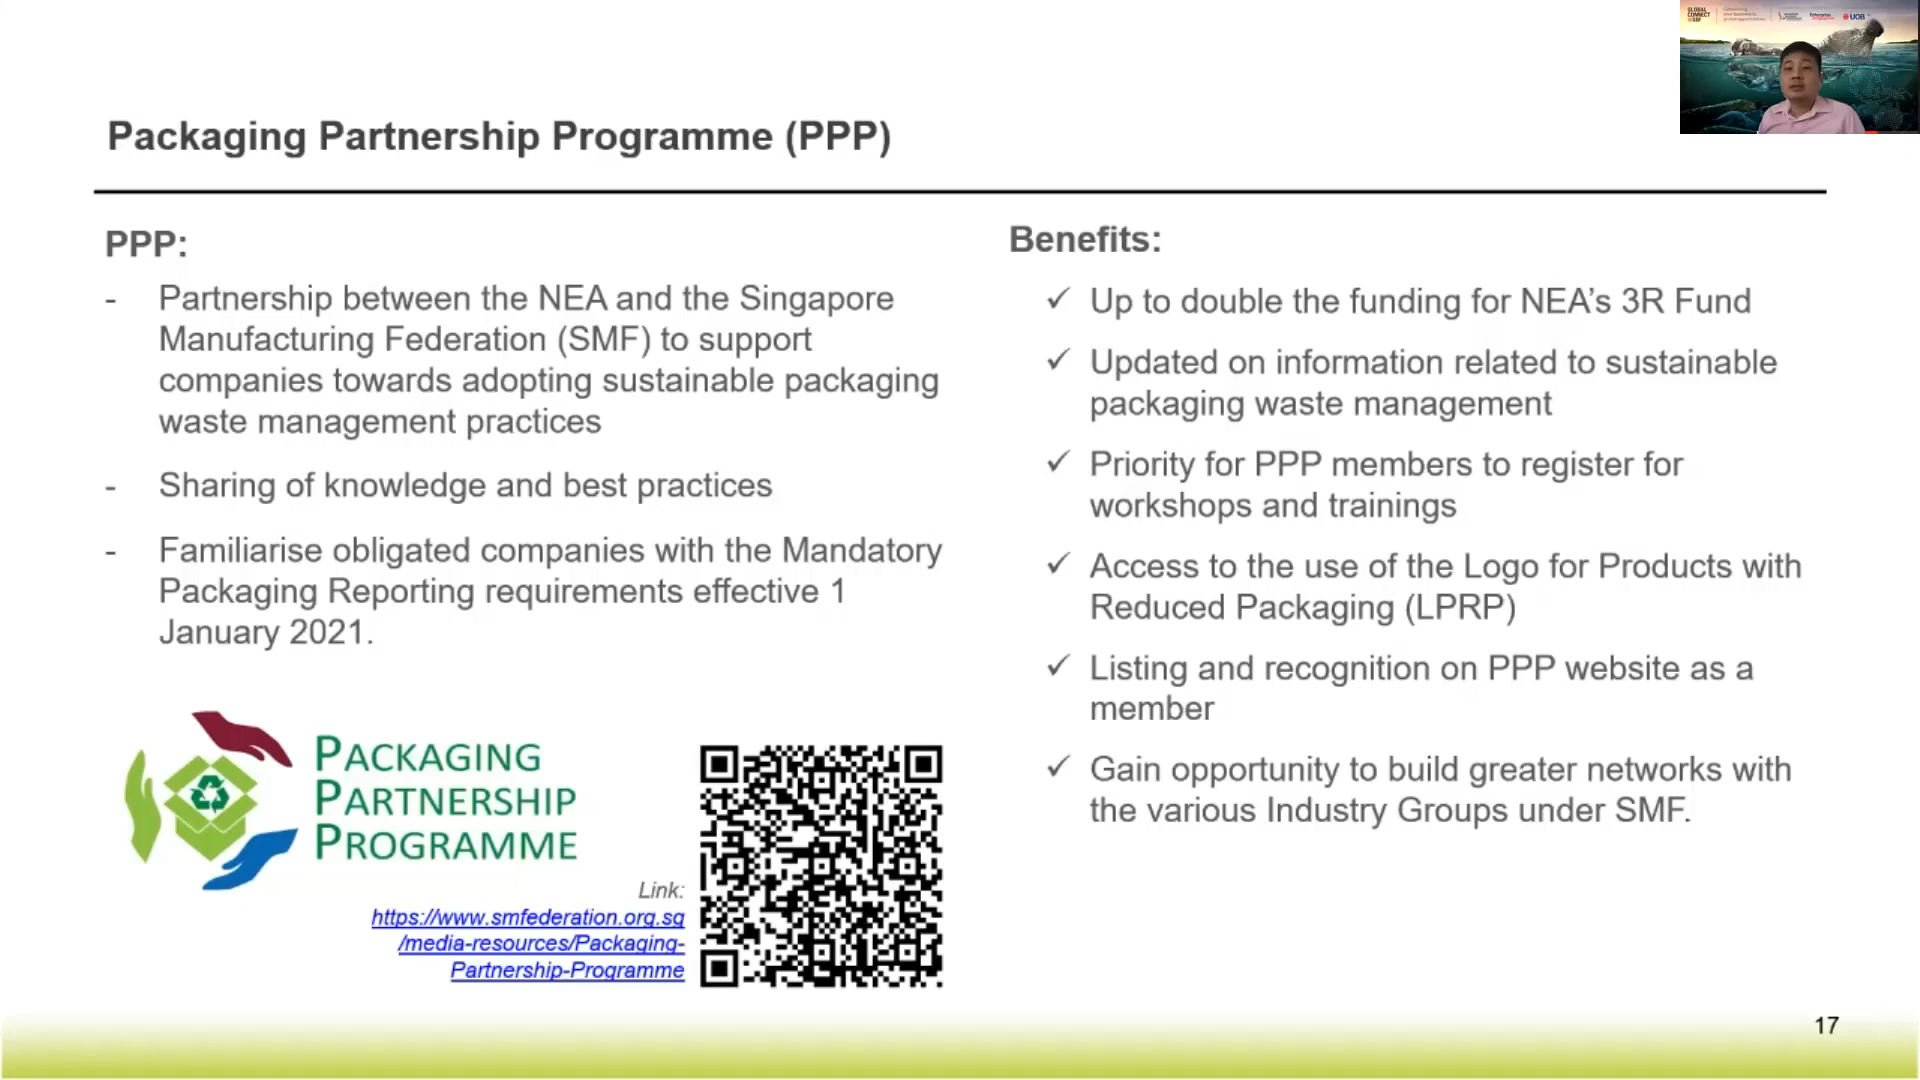 GLOBAL
CONNECT
@SBF
UOB
Packaging Partnership Programme (PPP)
PPP:
- Partnership between the NEA and the Singapore
Manufacturing Federation (SMF) to support
companies towards adopting sustainable packaging
waste management practices
- Sharing of knowledge and best practices
- Familiarise obligated companies with the Mandatory
Packaging Reporting requirements effective 1
January 2021.
PACKAGING
PARTNERSHIP
PROGRAMME
Link:
https://www.smfederation.org.sg
/media-resources/Packaging-
Partnership-Programme
Benefits:
✓ Up to double the funding for NEA’s 3R Fund
✓ Updated on information related to sustainable
packaging waste management
✓ Priority for PPP members to register for
workshops and trainings
✓ Access to the use of the Logo for Products with
Reduced Packaging (LPRP)
✓ Listing and recognition on PPP website as a
member
✓ Gain opportunity to build greater networks with
the various Industry Groups under SMF.
17